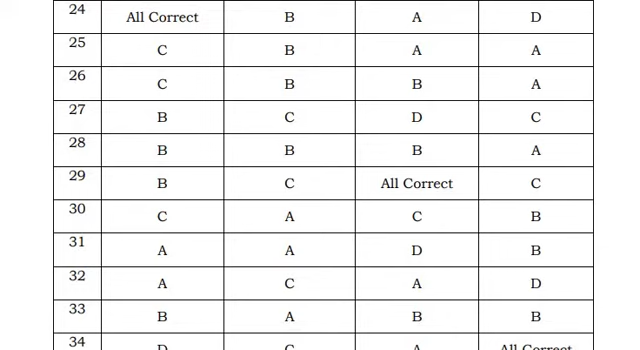 24 All Correct B A D
25 C B A A
26 C B B A
27 B C D C
28 B B B A
29 B C All Correct C
30 C A C B
31 A A D B
32 A C A D
33 B A B B
34 D C A All Correct